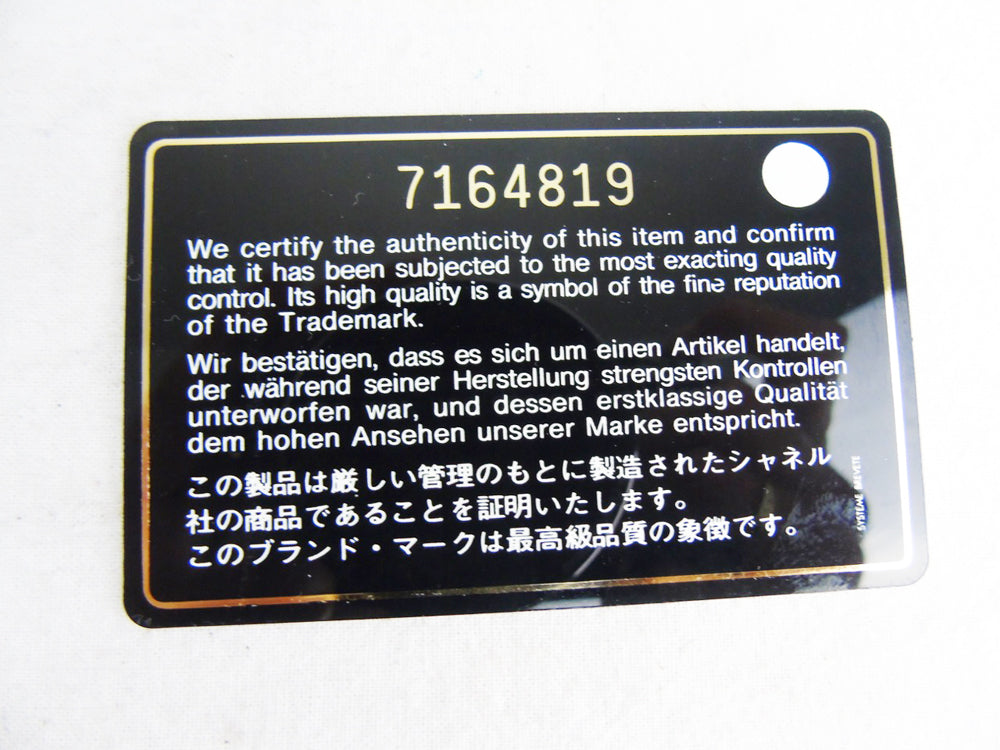 7164819
We certify the authenticity of this item and confirm
that it has been subjected to the most exacting quality
control. Its high quality is a symbol of the fine reputation
of the Trademark.
Wir bestätigen, dass es sich um einen Artikel handelt,
der während seiner Herstellung strengsten Kontrollen
unterworfen war, und dessen erstklassige Qualität
dem hohen Ansehen unserer Marke entspricht.
この製品は厳しい管理のもとに製造されたシャネル
社の商品であることを証明いたします。
このブランド・マークは最高級品質の象徴です。
SYSTEME BREVETE